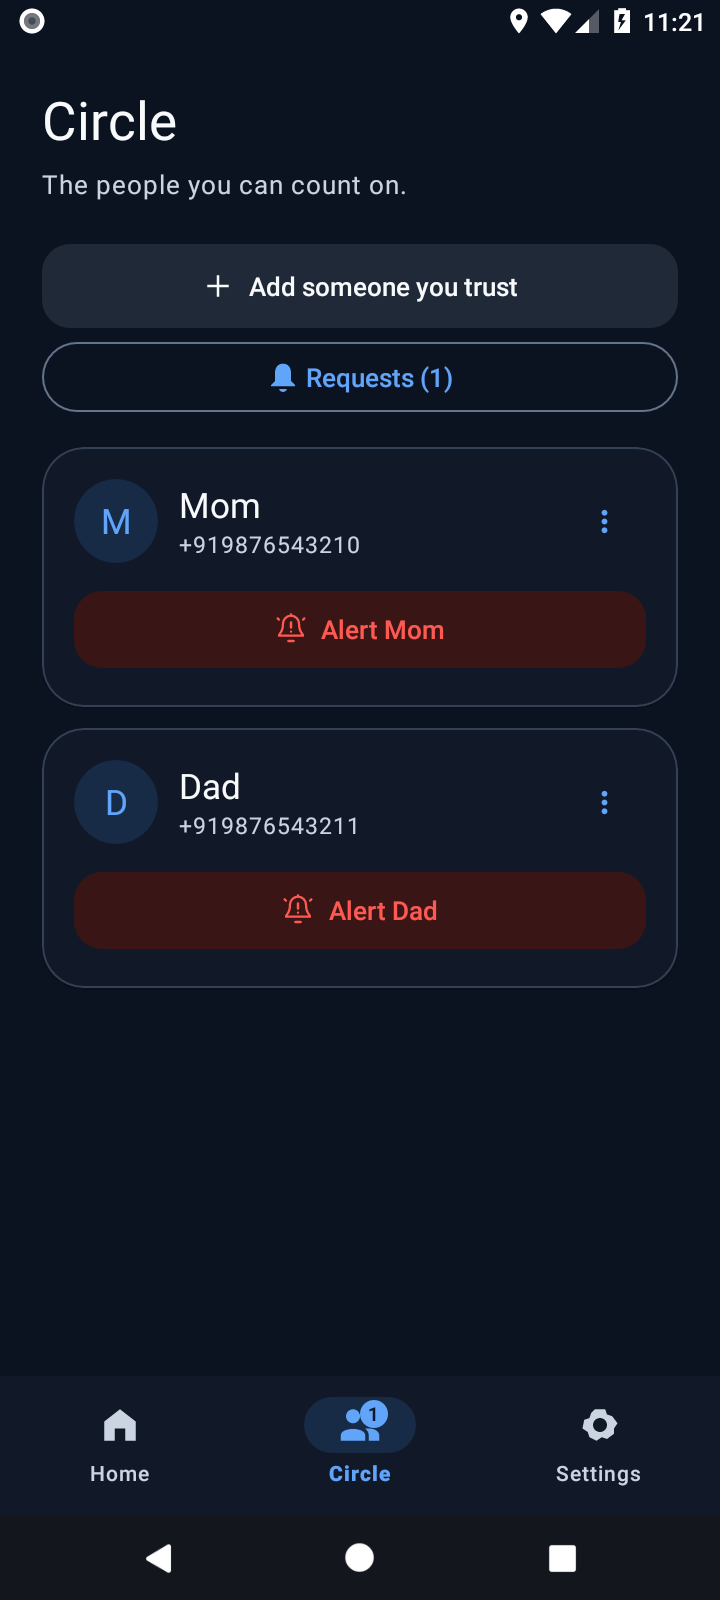 11:21
Circle
The people you can count on.
Add someone you trust
Requests (1)
M
Mom
+919876543210
Alert Mom
D
Dad
+919876543211
Alert Dad
1
Home
Circle
Settings